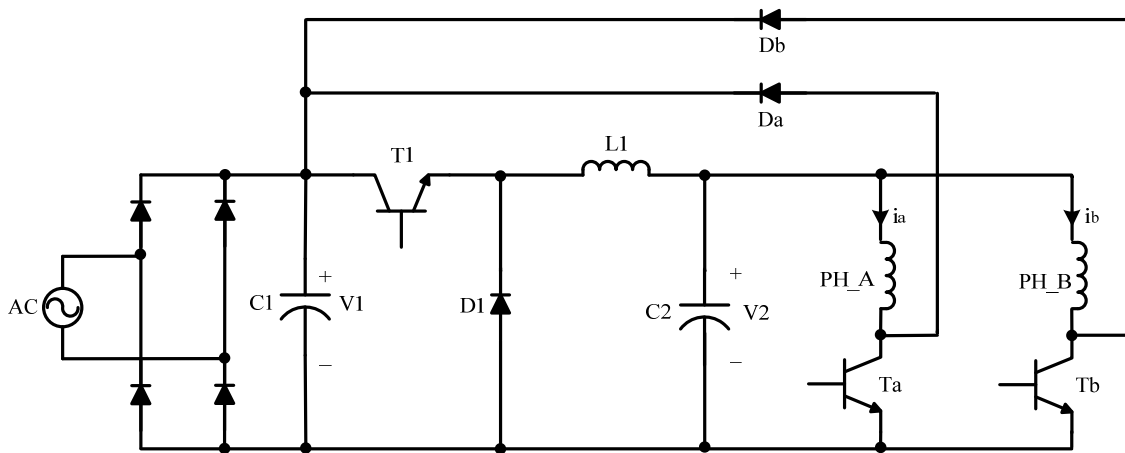 Db
Da
T1
L1
ia
ib
AC
C1
+
V1
−
D1
C2
+
V2
−
PH_A
PH_B
Ta
Tb